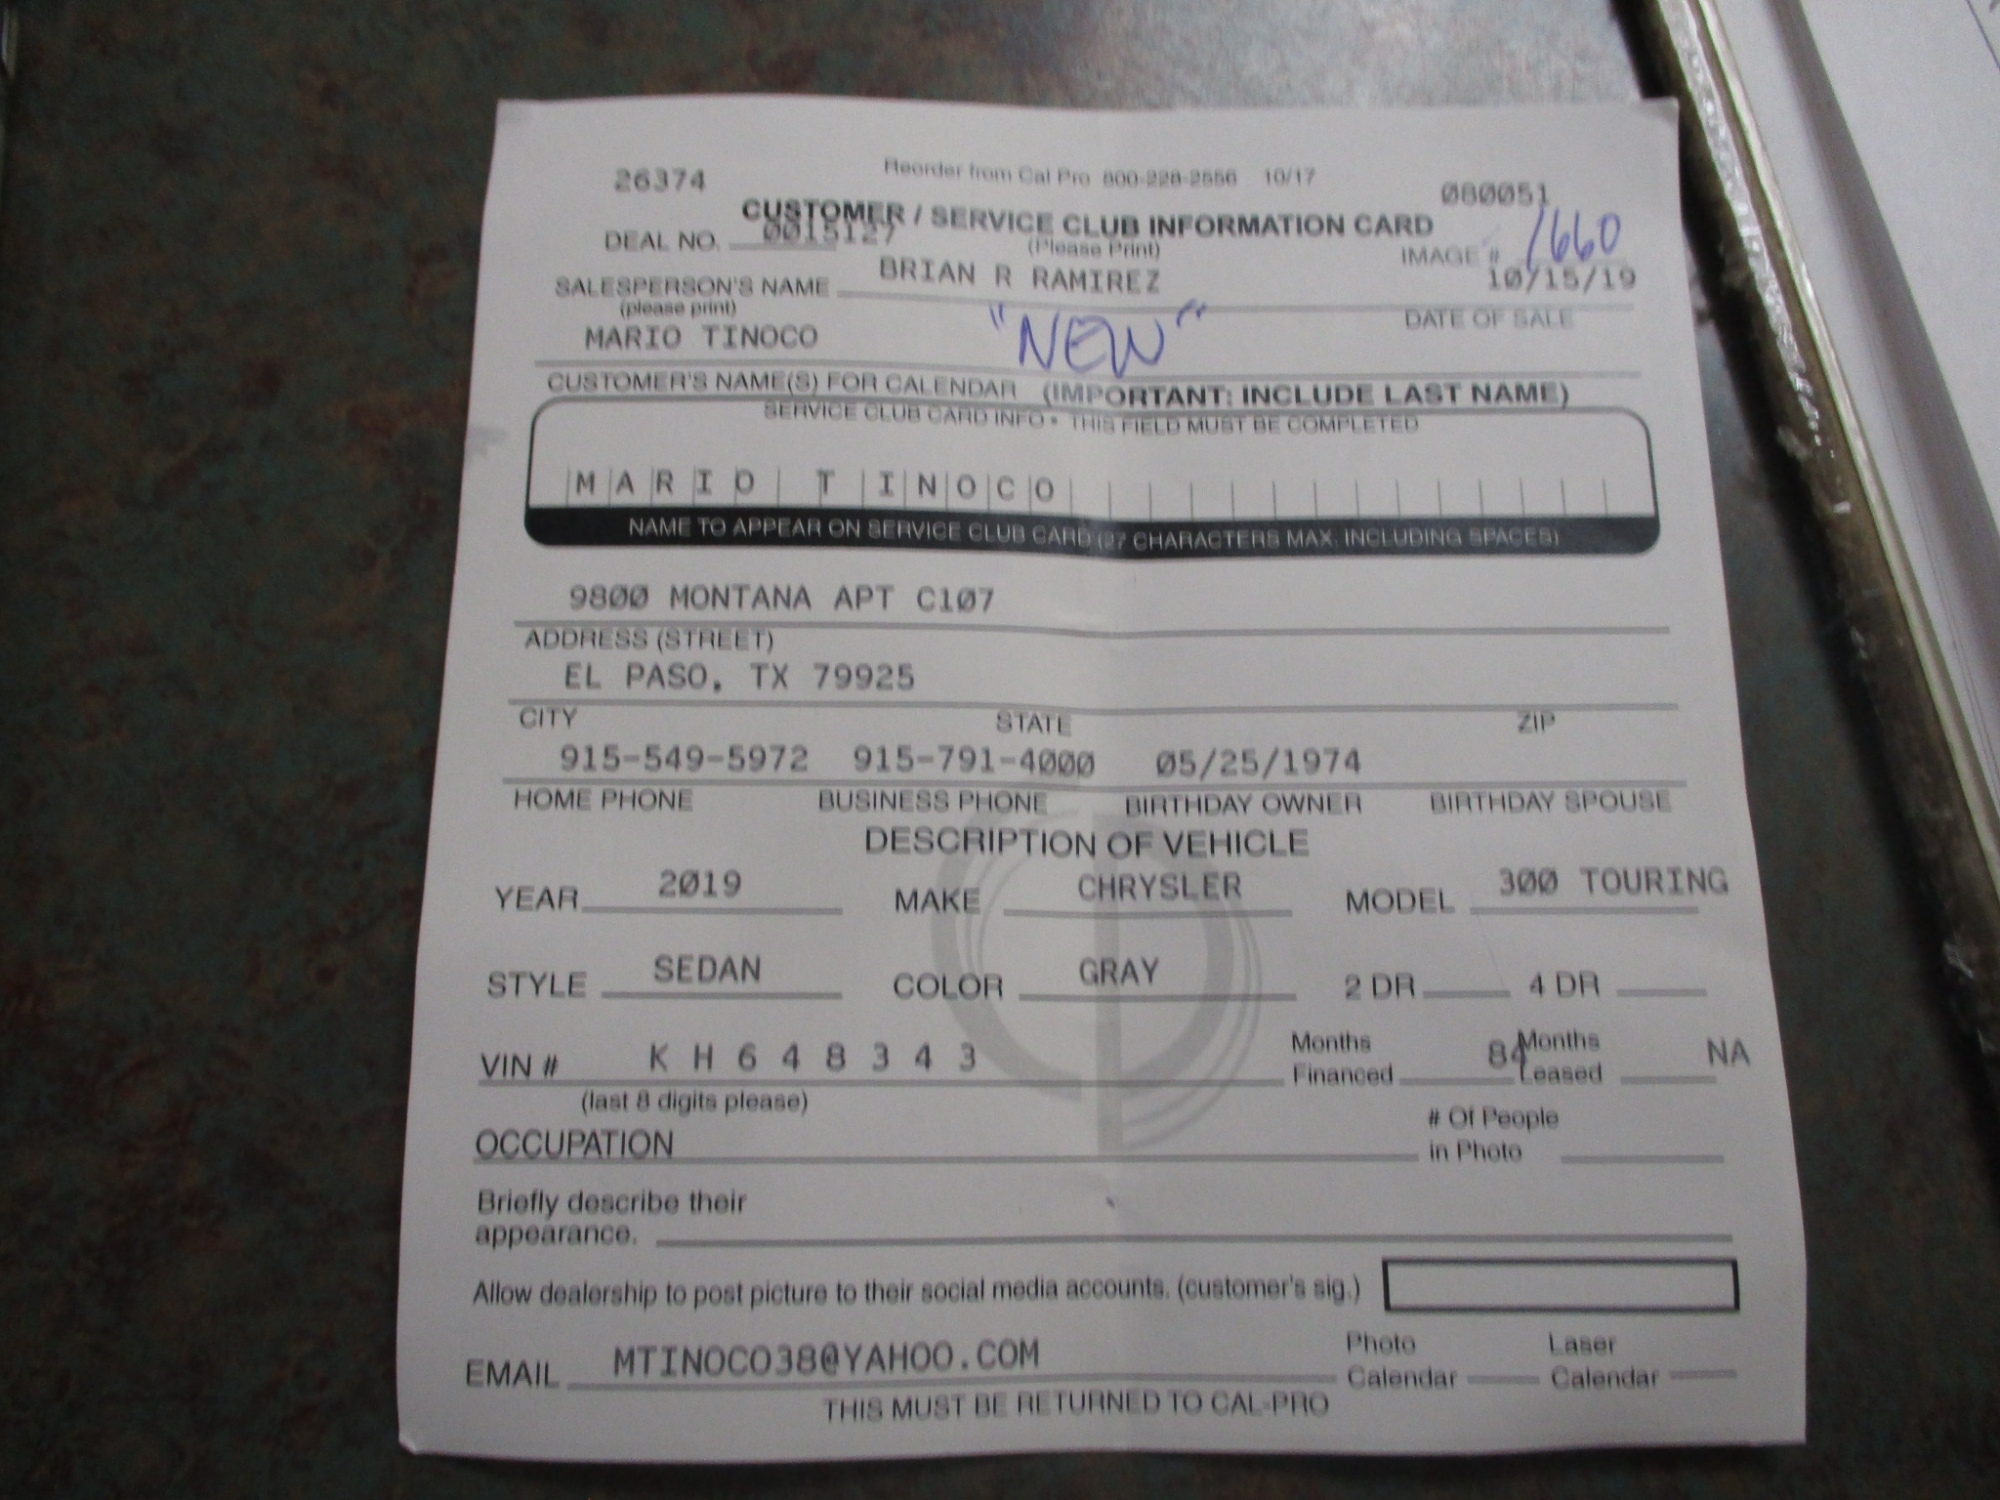 26374 Reorder from Cal Pro 800-228-2556 10/17 080051
CUSTOMER / SERVICE CLUB INFORMATION CARD
DEAL NO. 0015127 (Please Print) IMAGE # 1660
SALESPERSON'S NAME BRIAN R RAMIREZ 10/15/19
(please print) DATE OF SALE
MARIO TINOCO "NEW"
CUSTOMER'S NAME(S) FOR CALENDAR (IMPORTANT: INCLUDE LAST NAME)
SERVICE CLUB CARD INFO • THIS FIELD MUST BE COMPLETED
MARIO TINOCO
NAME TO APPEAR ON SERVICE CLUB CARD (27 CHARACTERS MAX. INCLUDING SPACES)
9800 MONTANA APT C107
ADDRESS (STREET)
EL PASO, TX 79925
CITY STATE ZIP
915-549-5972 915-791-4000 05/25/1974
HOME PHONE BUSINESS PHONE BIRTHDAY OWNER BIRTHDAY SPOUSE
DESCRIPTION OF VEHICLE
YEAR 2019 MAKE CHRYSLER MODEL 300 TOURING
STYLE SEDAN COLOR GRAY 2 DR 4 DR
VIN # K H 6 4 8 3 4 3 Months Financed 84 Months Leased NA
(last 8 digits please)
OCCUPATION # Of People in Photo
Briefly describe their
appearance.
Allow dealership to post picture to their social media accounts. (customer's sig.)
EMAIL MTINOCO38@YAHOO.COM Photo Calendar Laser Calendar
THIS MUST BE RETURNED TO CAL-PRO